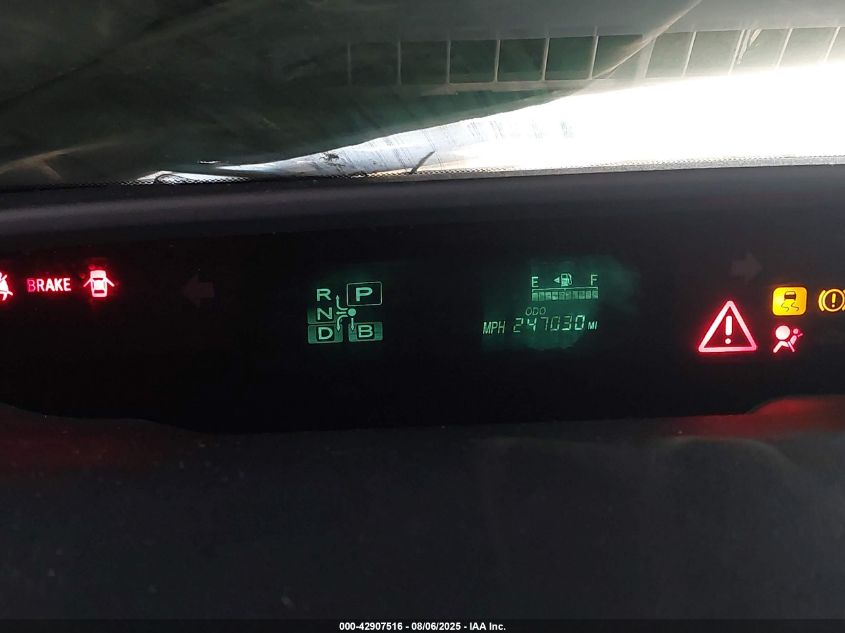 BRAKE
R P
N
D B
E F
ODO
MPH 247030 MI
000-42907516 - 08/06/2025 - IAA Inc.